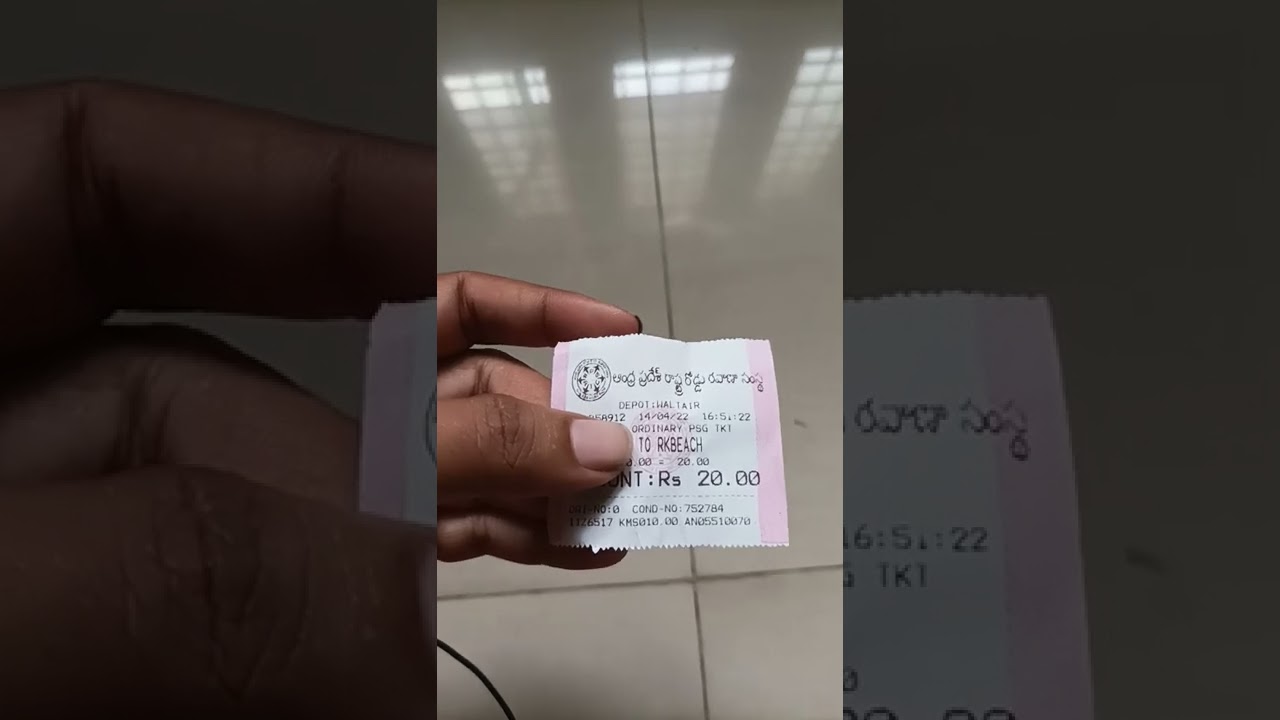 ఆంధ్ర ప్రదేశ్ రాష్ట్ర రోడ్డు రవాణా సంస్థ
DEPOT:WALTAIR
14/04/22 16:51:22
ORDINARY PSG TKT
TO RKBEACH
= 20.00
Rs 20.00
COND-NO:752784
KMS010.00 AN05510070